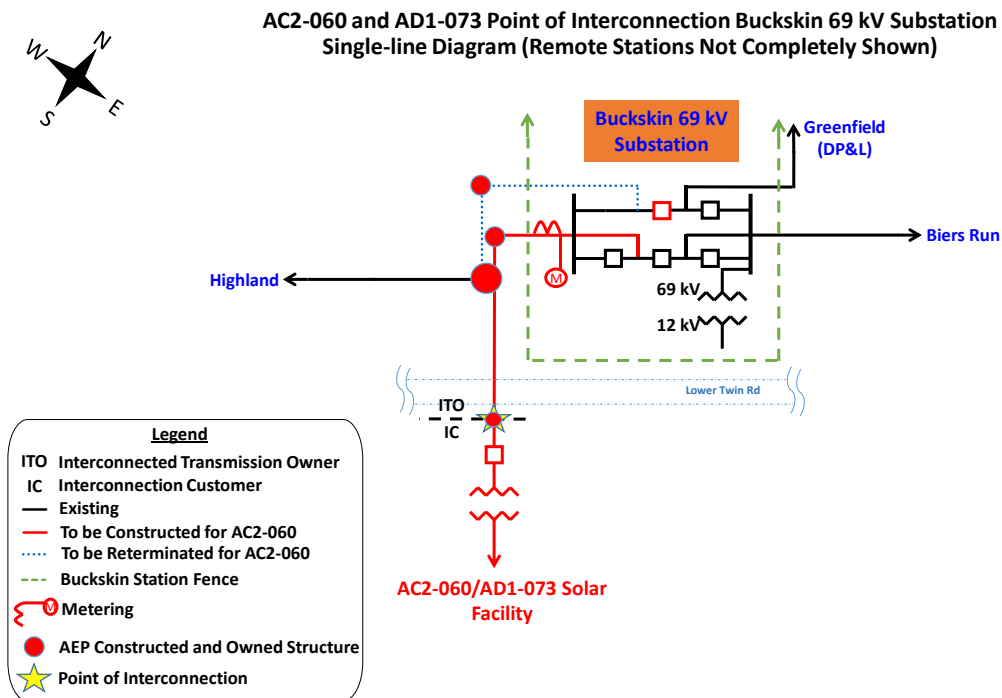 AC2-060 and AD1-073 Point of Interconnection Buckskin 69 kV Substation
Single-line Diagram (Remote Stations Not Completely Shown)
N
W
E
S
Buckskin 69 kV
Substation
Greenfield
(DP&L)
Biers Run
Highland
M
69 kV
12 kV
Lower Twin Rd
ITO
IC
AC2-060/AD1-073 Solar
Facility
Legend
ITO Interconnected Transmission Owner
IC Interconnection Customer
Existing
To be Constructed for AC2-060
To be Reterminated for AC2-060
Buckskin Station Fence
M Metering
AEP Constructed and Owned Structure
Point of Interconnection